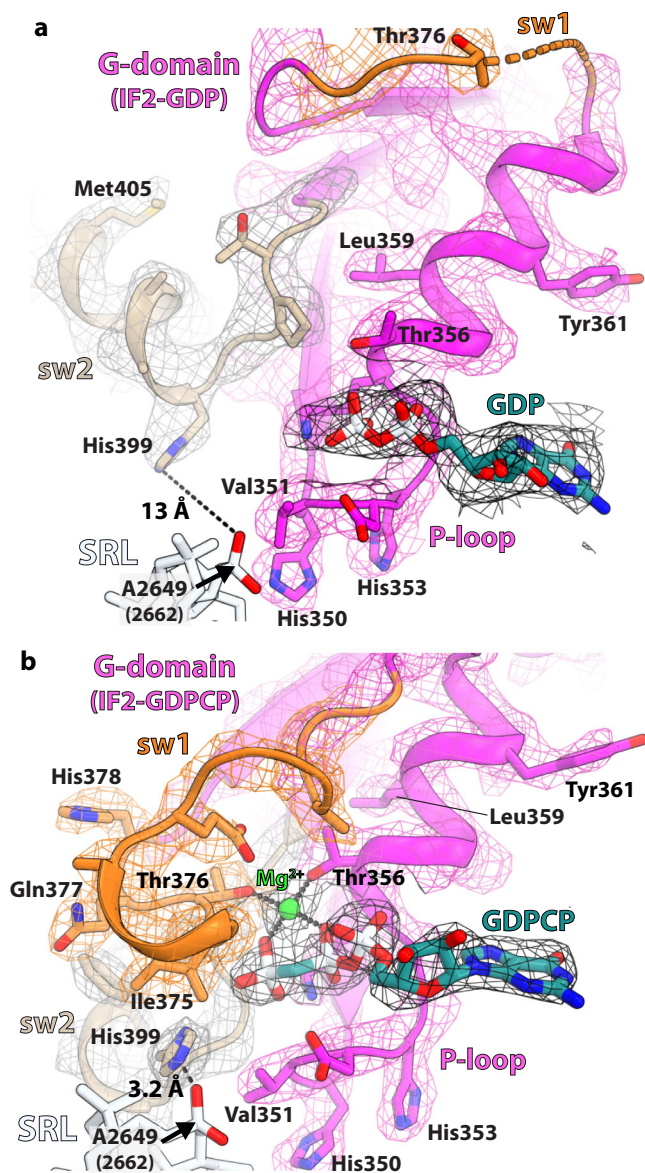 a
Thr376
sw1
G-domain
(IF2-GDP)
Met405
Leu359
Tyr361
Thr356
sw2
GDP
His399
Val351
13 Å
P-loop
SRL
A2649
(2662)
His353
His350
b
G-domain
(IF2-GDPCP)
sw1
Tyr361
His378
Leu359
Mg²⁺
Thr376
Thr356
Gln377
GDPCP
Ile375
sw2
His399
P-loop
3.2 Å
Val351
SRL
A2649
(2662)
His353
His350